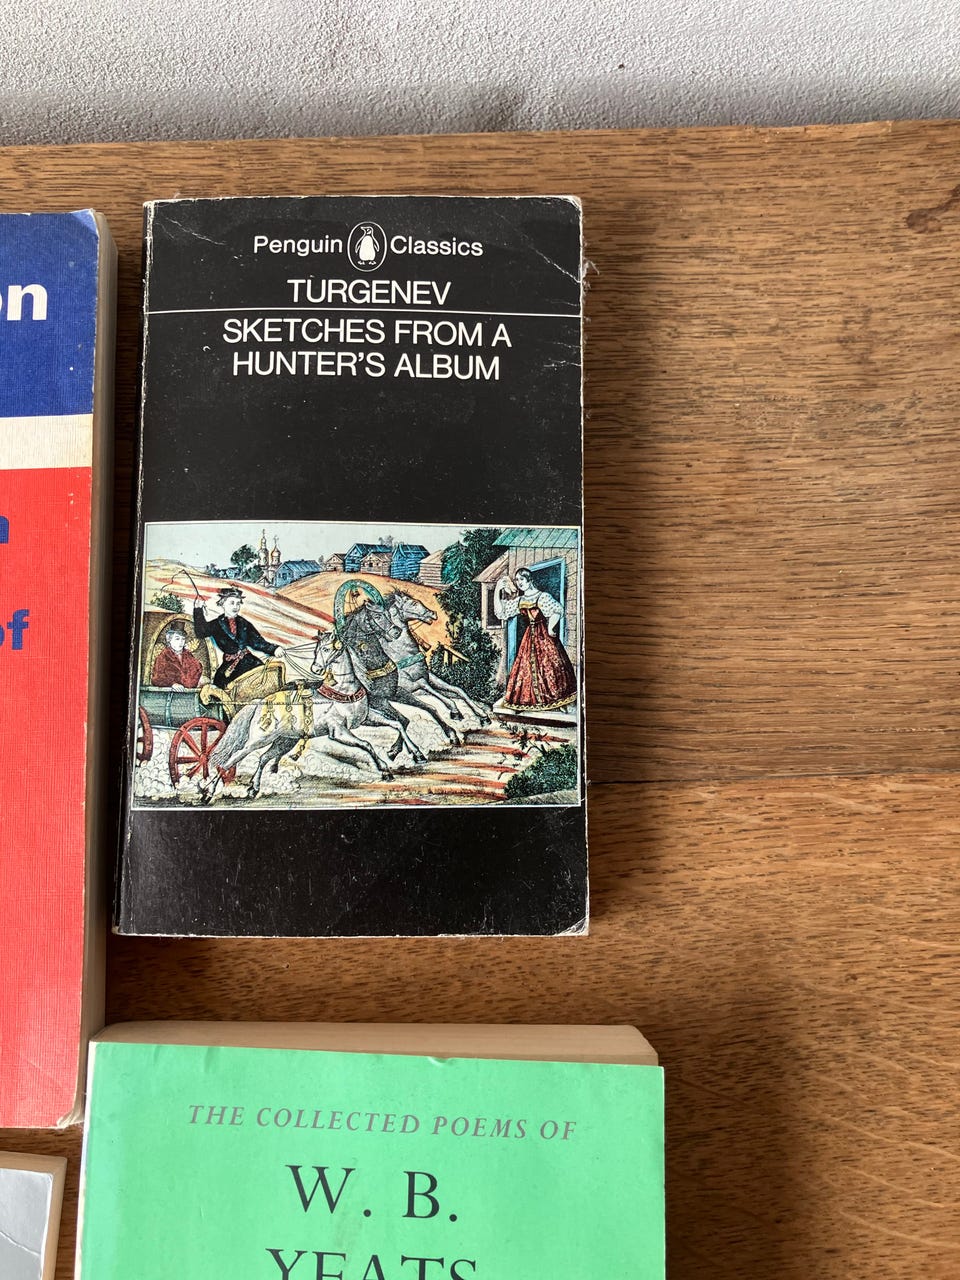 Penguin Classics
TURGENEV
SKETCHES FROM A
HUNTER'S ALBUM
on
of
THE COLLECTED POEMS OF
W. B.
YEATS